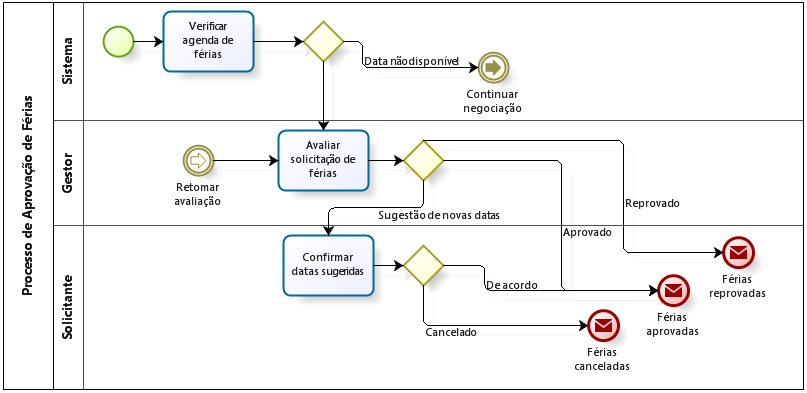 Processo de Aprovação de Férias
Sistema
Verificar
agenda de
férias
Data não disponível
Continuar
negociação
Gestor
Retomar
avaliação
Avaliar
solicitação de
férias
Sugestão de novas datas
Reprovado
Aprovado
Solicitante
Confirmar
datas sugeridas
De acordo
Cancelado
Férias
reprovadas
Férias
aprovadas
Férias
canceladas